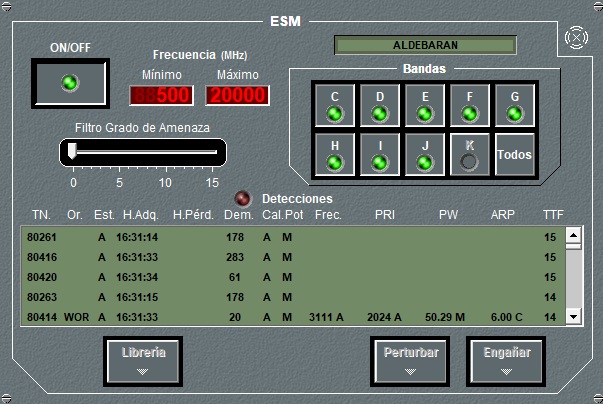 ESM
ON/OFF
Frecuencia (MHz)
Mínimo Máximo
500 20000
ALDEBARAN
Bandas
C D E F G
H I J K Todos
Filtro Grado de Amenaza
0 5 10 15
Detecciones
TN. Or. Est. H.Adq. H.Pérd. Dem. Cal.Pot Frec. PRI PW ARP TTF
80261 A 16:31:14 178 A M 15
80416 A 16:31:33 283 A M 15
80420 A 16:31:34 61 A M 15
80263 A 16:31:15 178 A M 14
80414 WOR A 16:31:33 20 A M 3111 A 2024 A 50.29 M 6.00 C 14
Libreria Perturbar Engañar